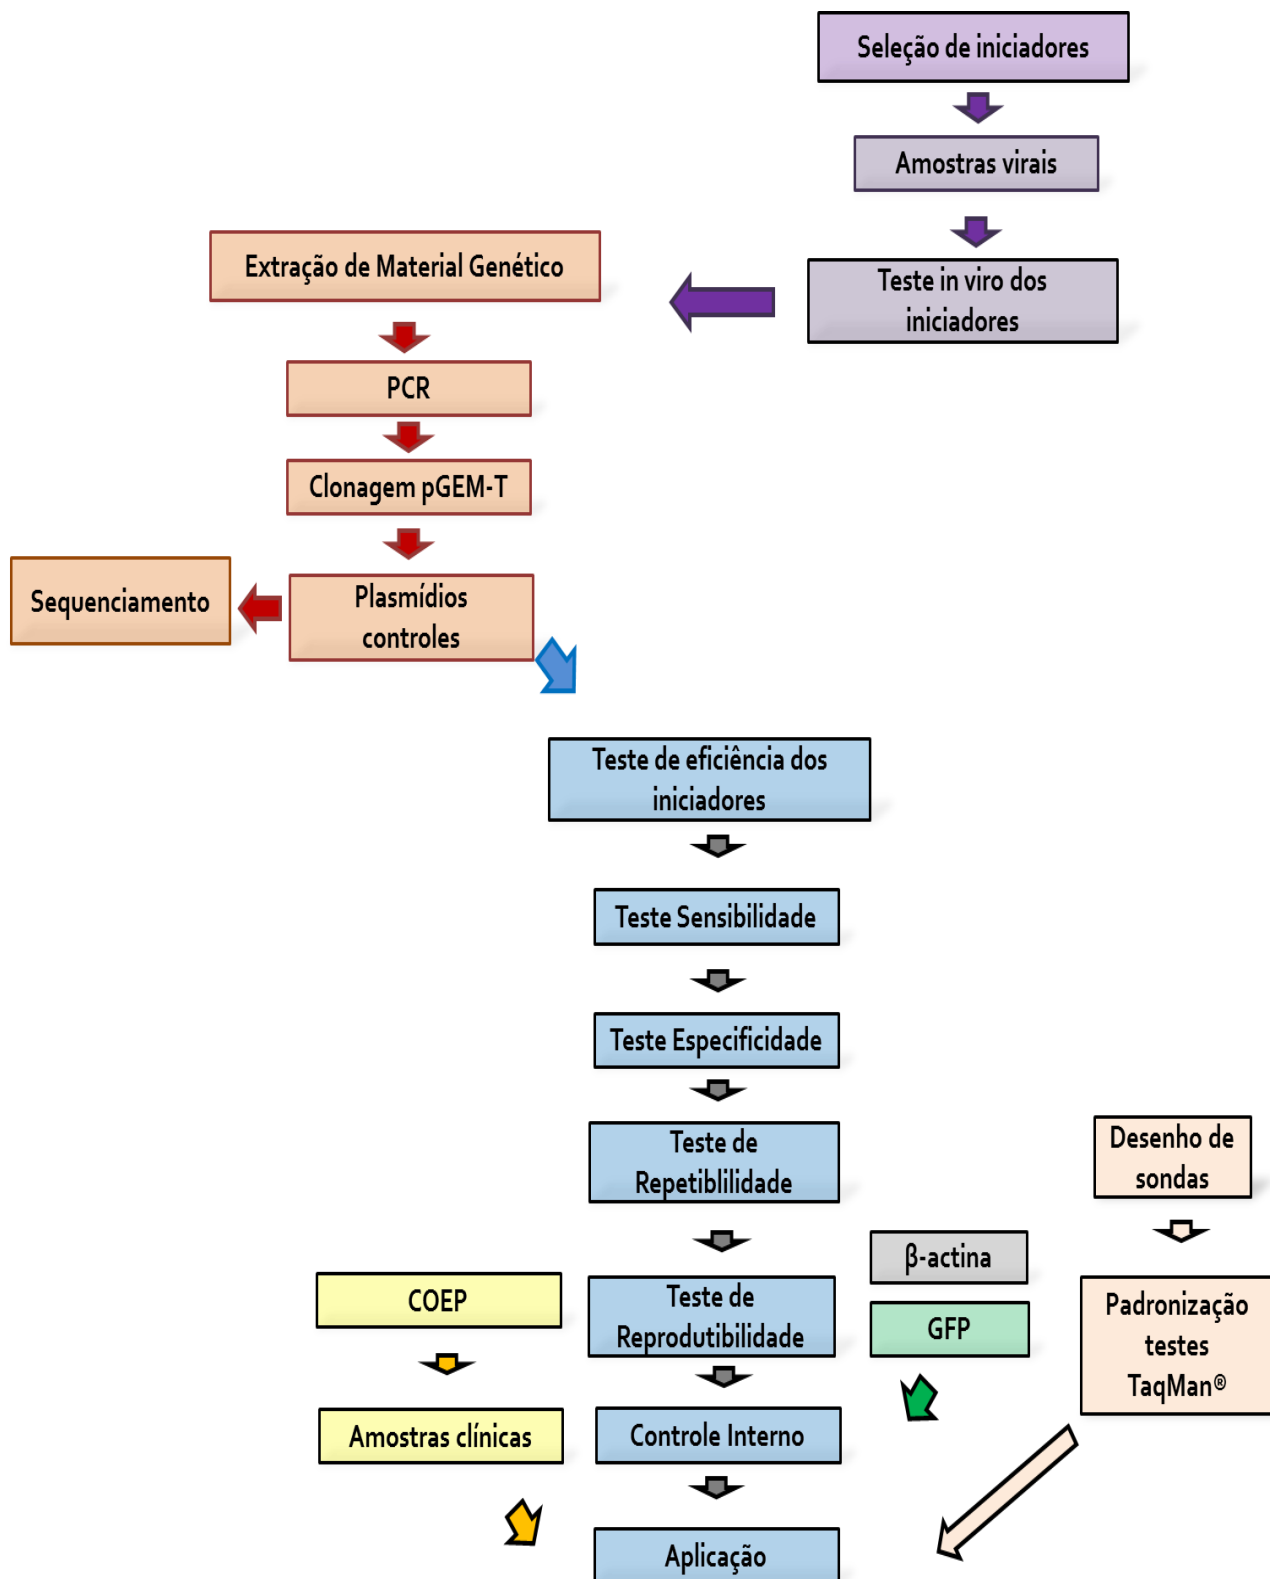 Seleção de iniciadores
Amostras virais
Teste in viro dos
iniciadores
Extração de Material Genético
PCR
Clonagem pGEM-T
Plasmídios
controles
Sequenciamento
Teste de eficiência dos
iniciadores
Teste Sensibilidade
Teste Especificidade
Teste de
Repetiblilidade
Teste de
Reprodutibilidade
Controle Interno
Aplicação
COEP
Amostras clínicas
β-actina
GFP
Desenho de
sondas
Padronização
testes
TaqMan®